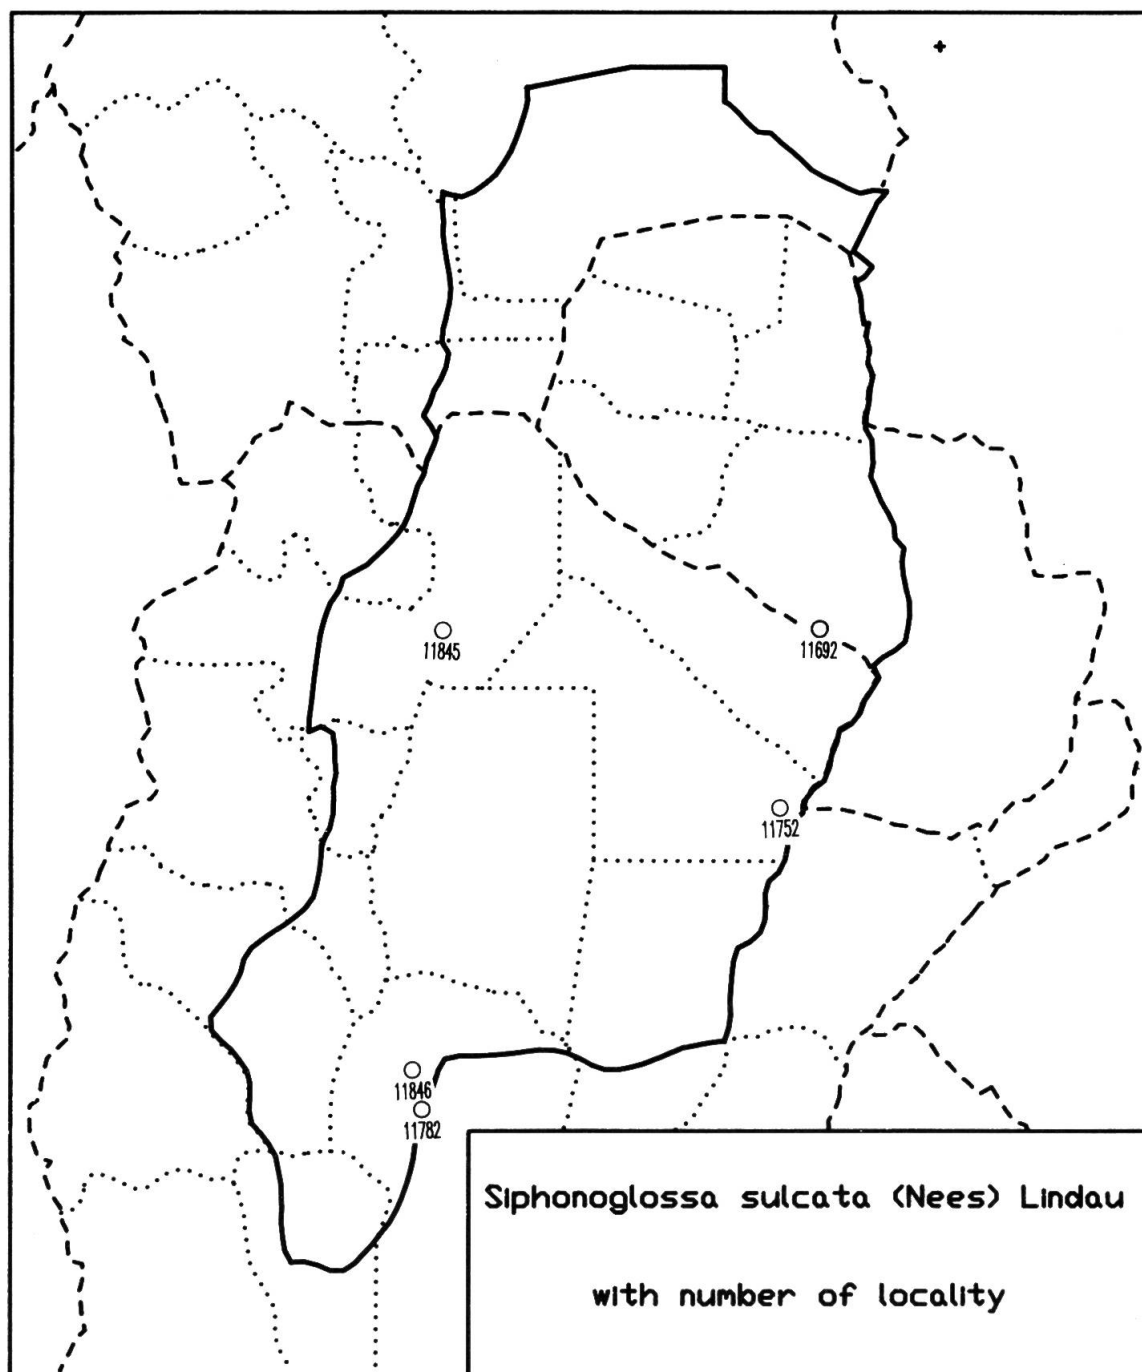 11845
11692
11752
11846
11782
Siphonoglossa sulcata (Nees) Lindau
with number of locality